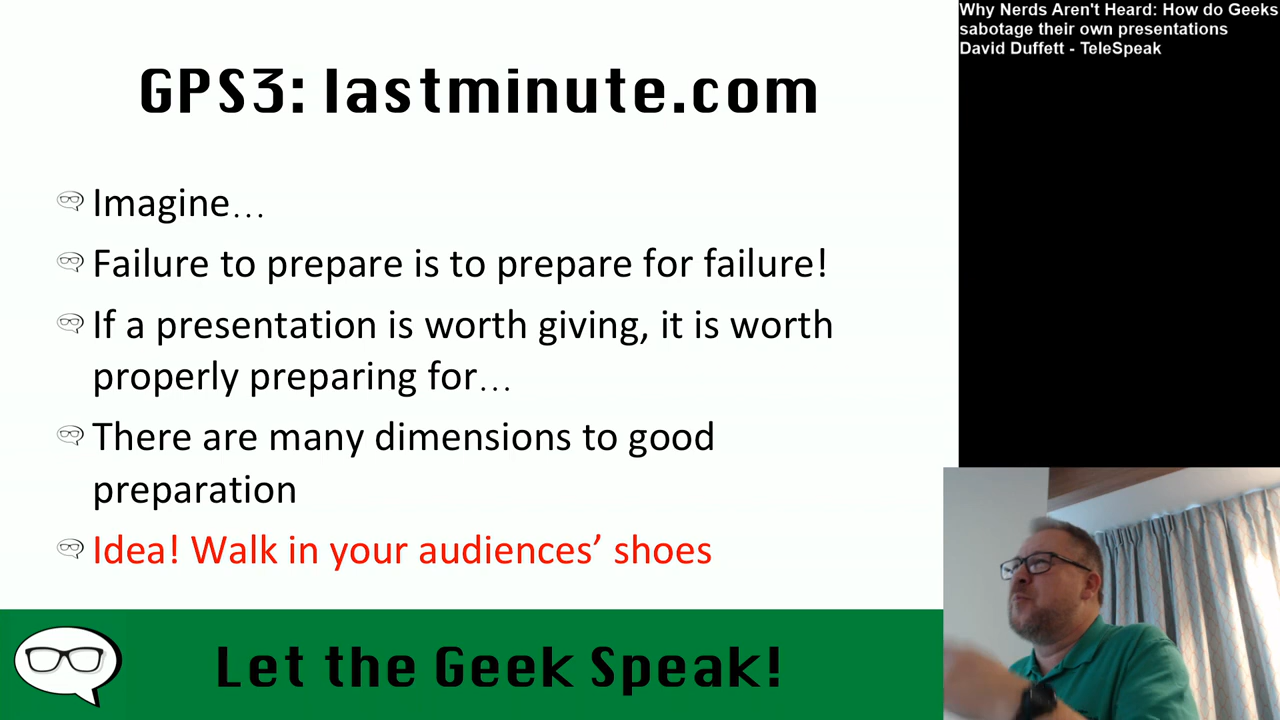 Why Nerds Aren't Heard: How do Geeks
sabotage their own presentations
David Duffett - TeleSpeak
GPS3: lastminute.com
Imagine…
Failure to prepare is to prepare for failure!
If a presentation is worth giving, it is worth
properly preparing for…
There are many dimensions to good
preparation
Idea! Walk in your audiences’ shoes
Let the Geek Speak!